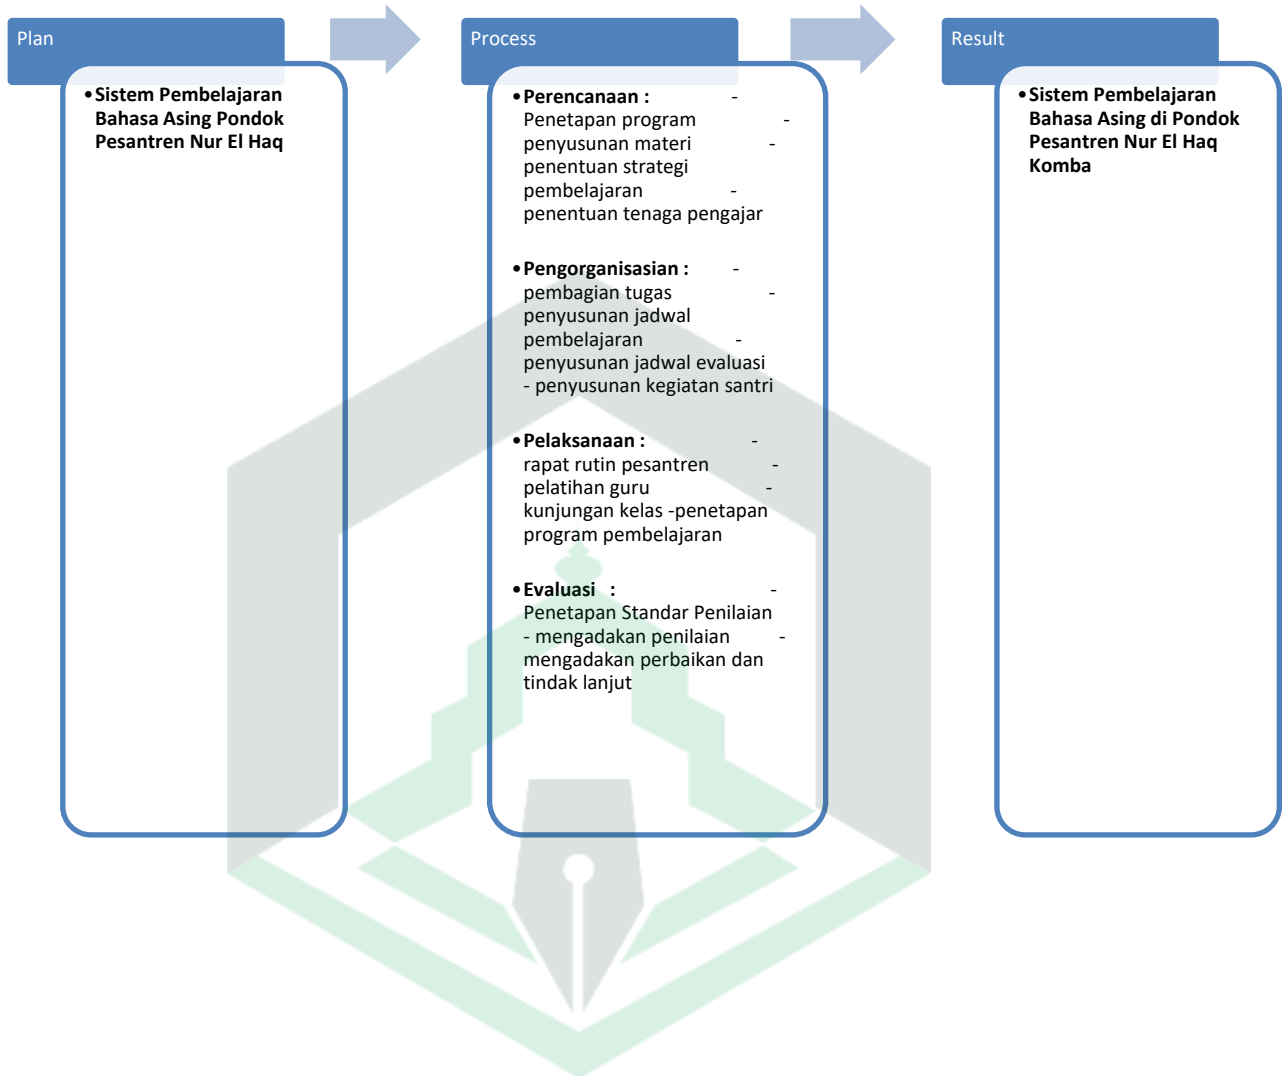 Plan
•Sistem Pembelajaran
Bahasa Asing Pondok
Pesantren Nur El Haq
Process
•Perencanaan : -
Penetapan program -
penyusunan materi -
penentuan strategi
pembelajaran -
penentuan tenaga pengajar
•Pengorganisasian : -
pembagian tugas -
penyusunan jadwal
pembelajaran -
penyusunan jadwal evaluasi
- penyusunan kegiatan santri
•Pelaksanaan : -
rapat rutin pesantren -
pelatihan guru -
kunjungan kelas -penetapan
program pembelajaran
•Evaluasi : -
Penetapan Standar Penilaian
- mengadakan penilaian -
mengadakan perbaikan dan
tindak lanjut
Result
•Sistem Pembelajaran
Bahasa Asing di Pondok
Pesantren Nur El Haq
Komba